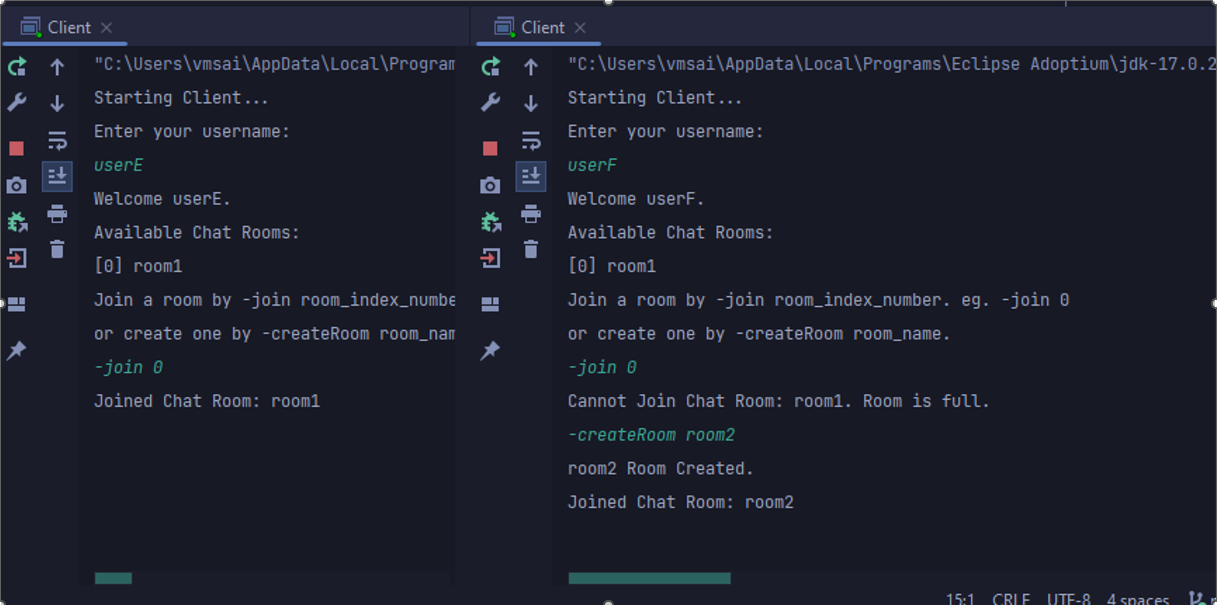 Client
"C:\Users\vmsai\AppData\Local\Program
Starting Client...
Enter your username:
userE
Welcome userE.
Available Chat Rooms:
[0] room1
Join a room by -join room_index_numbe
or create one by -createRoom room_nam
-join 0
Joined Chat Room: room1
Client
"C:\Users\vmsai\AppData\Local\Programs\Eclipse Adoptium\jdk-17.0.2
Starting Client...
Enter your username:
userF
Welcome userF.
Available Chat Rooms:
[0] room1
Join a room by -join room_index_number. eg. -join 0
or create one by -createRoom room_name.
-join 0
Cannot Join Chat Room: room1. Room is full.
-createRoom room2
room2 Room Created.
Joined Chat Room: room2
15:1 CRLF UTF-8 4 spaces